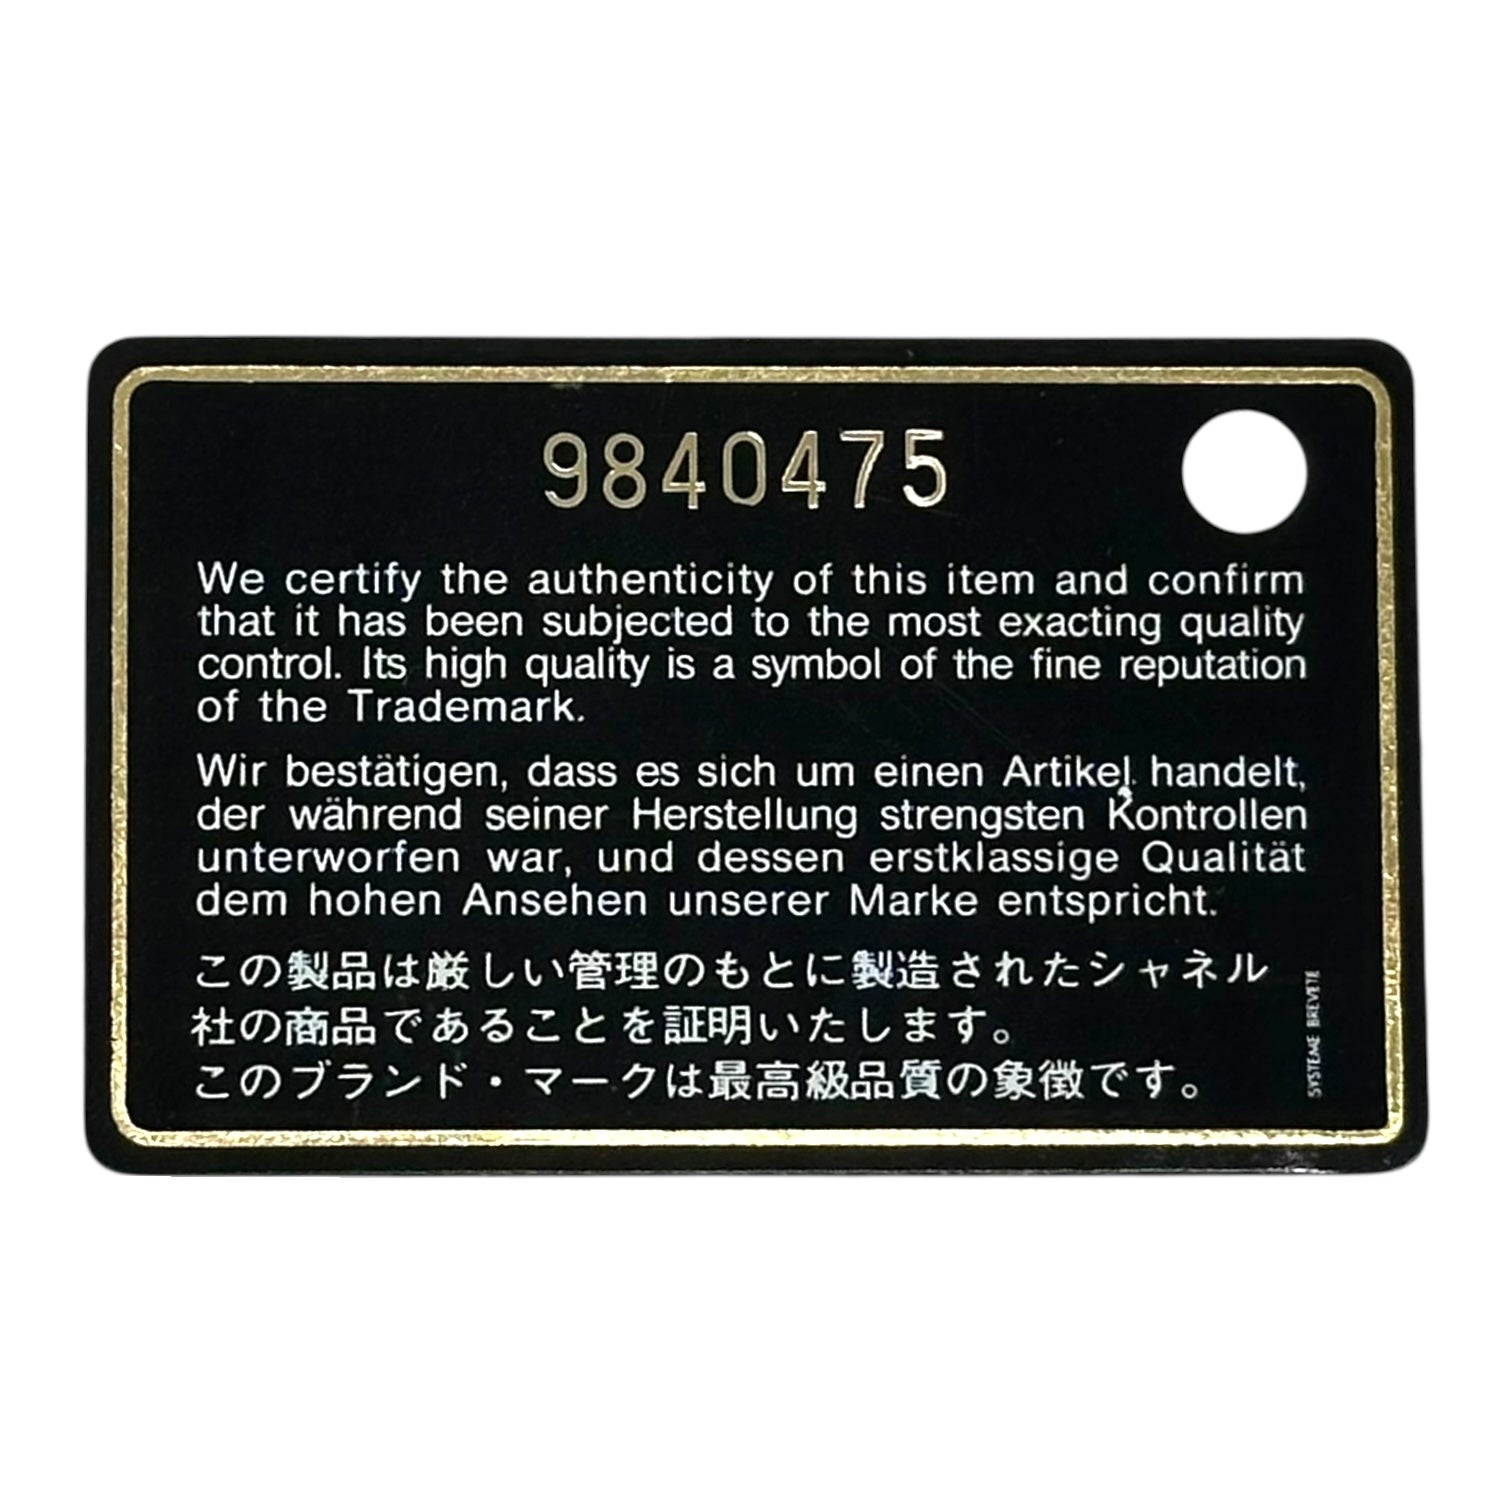 9840475
We certify the authenticity of this item and confirm
that it has been subjected to the most exacting quality
control. Its high quality is a symbol of the fine reputation
of the Trademark.
Wir bestätigen, dass es sich um einen Artikel handelt,
der während seiner Herstellung strengsten Kontrollen
unterworfen war, und dessen erstklassige Qualität
dem hohen Ansehen unserer Marke entspricht.
この製品は厳しい管理のもとに製造されたシャネル
社の商品であることを証明いたします。
このブランド・マークは最高級品質の象徴です。
SYSTEME BREVETE